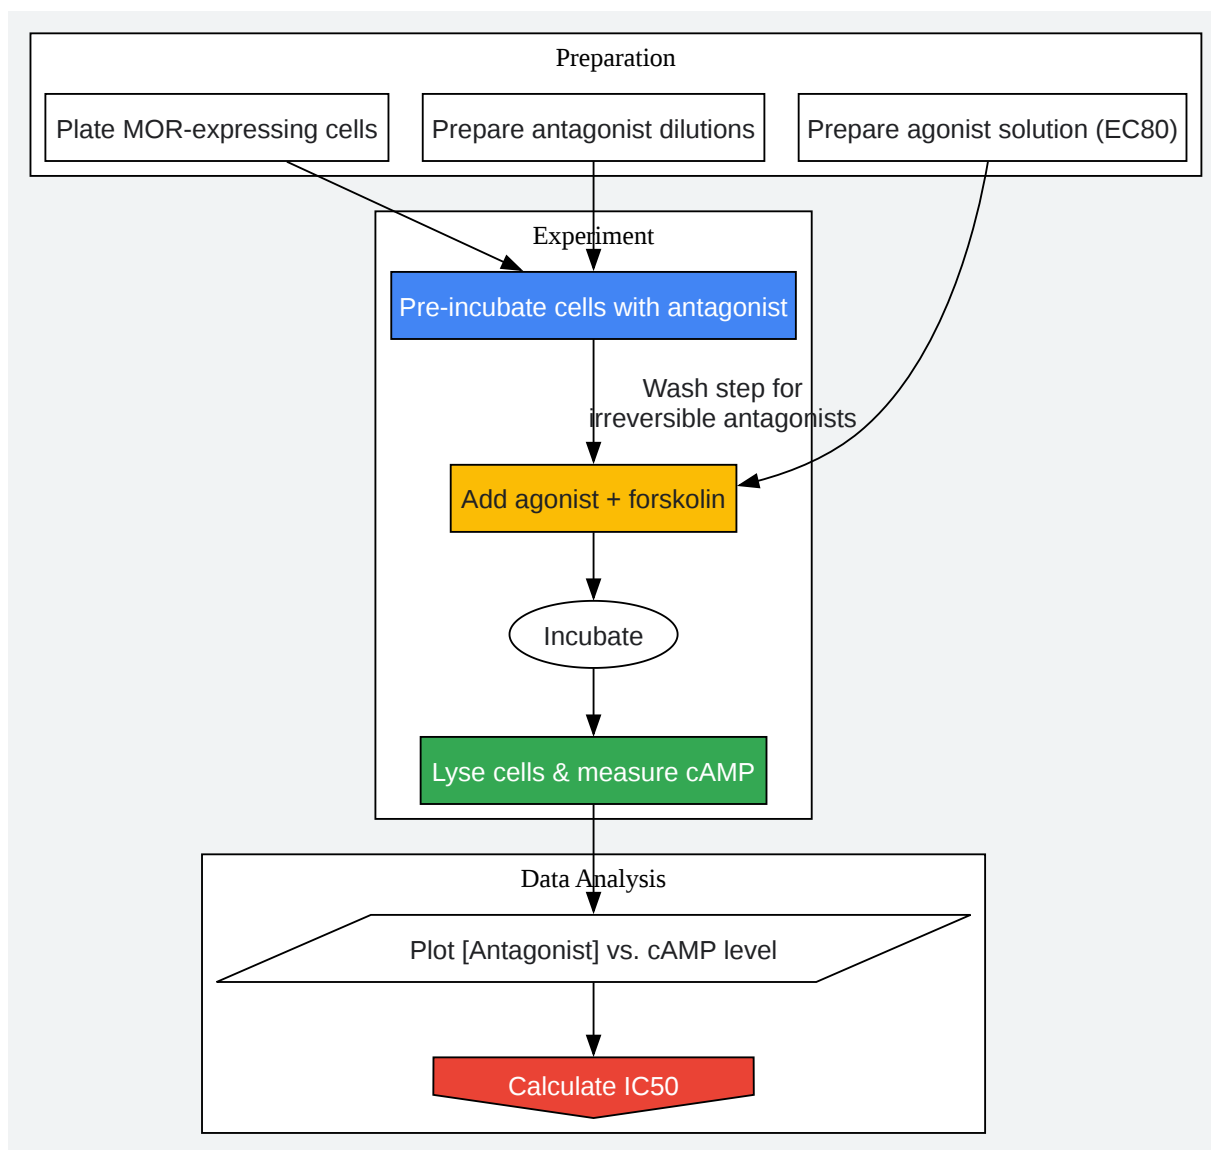 Preparation
Plate MOR-expressing cells
Prepare antagonist dilutions
Prepare agonist solution (EC80)
Experiment
Pre-incubate cells with antagonist
Wash step for
irreversible antagonists
Add agonist + forskolin
Incubate
Lyse cells & measure cAMP
Data Analysis
Plot [Antagonist] vs. cAMP level
Calculate IC50